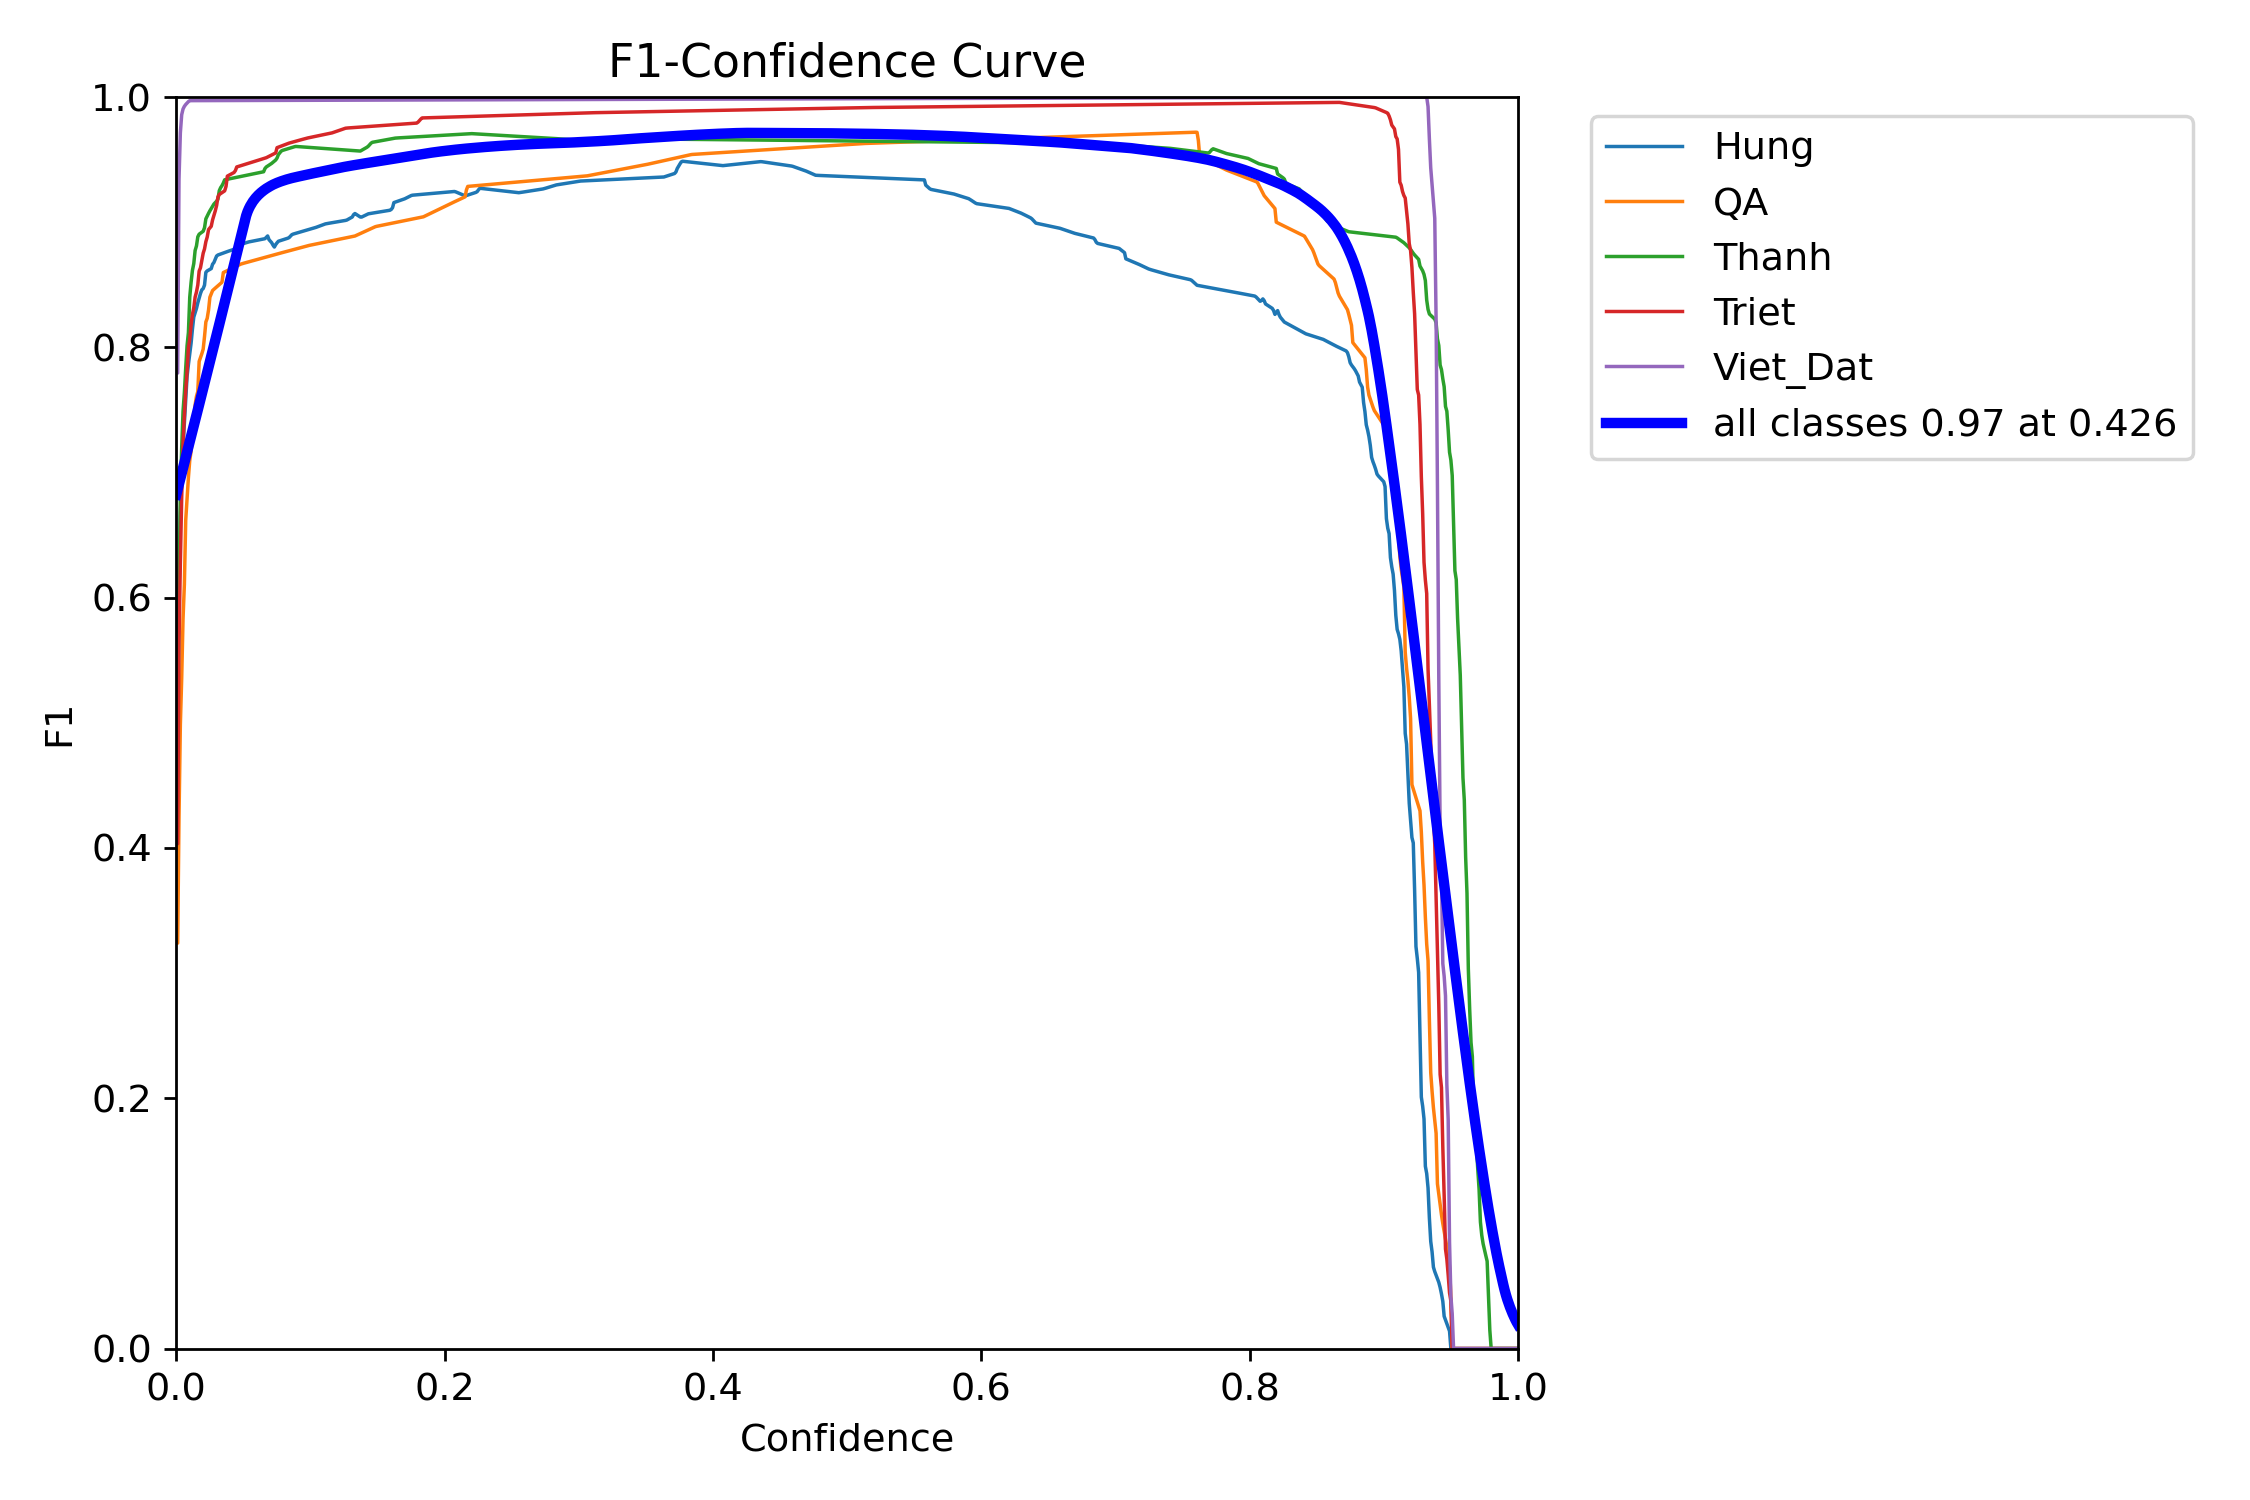 F1-Confidence Curve
1.0
0.8
0.6
0.4
0.2
0.0
F1
0.0 0.2 0.4 0.6 0.8 1.0
Confidence
Hung
QA
Thanh
Triet
Viet_Dat
all classes 0.97 at 0.426